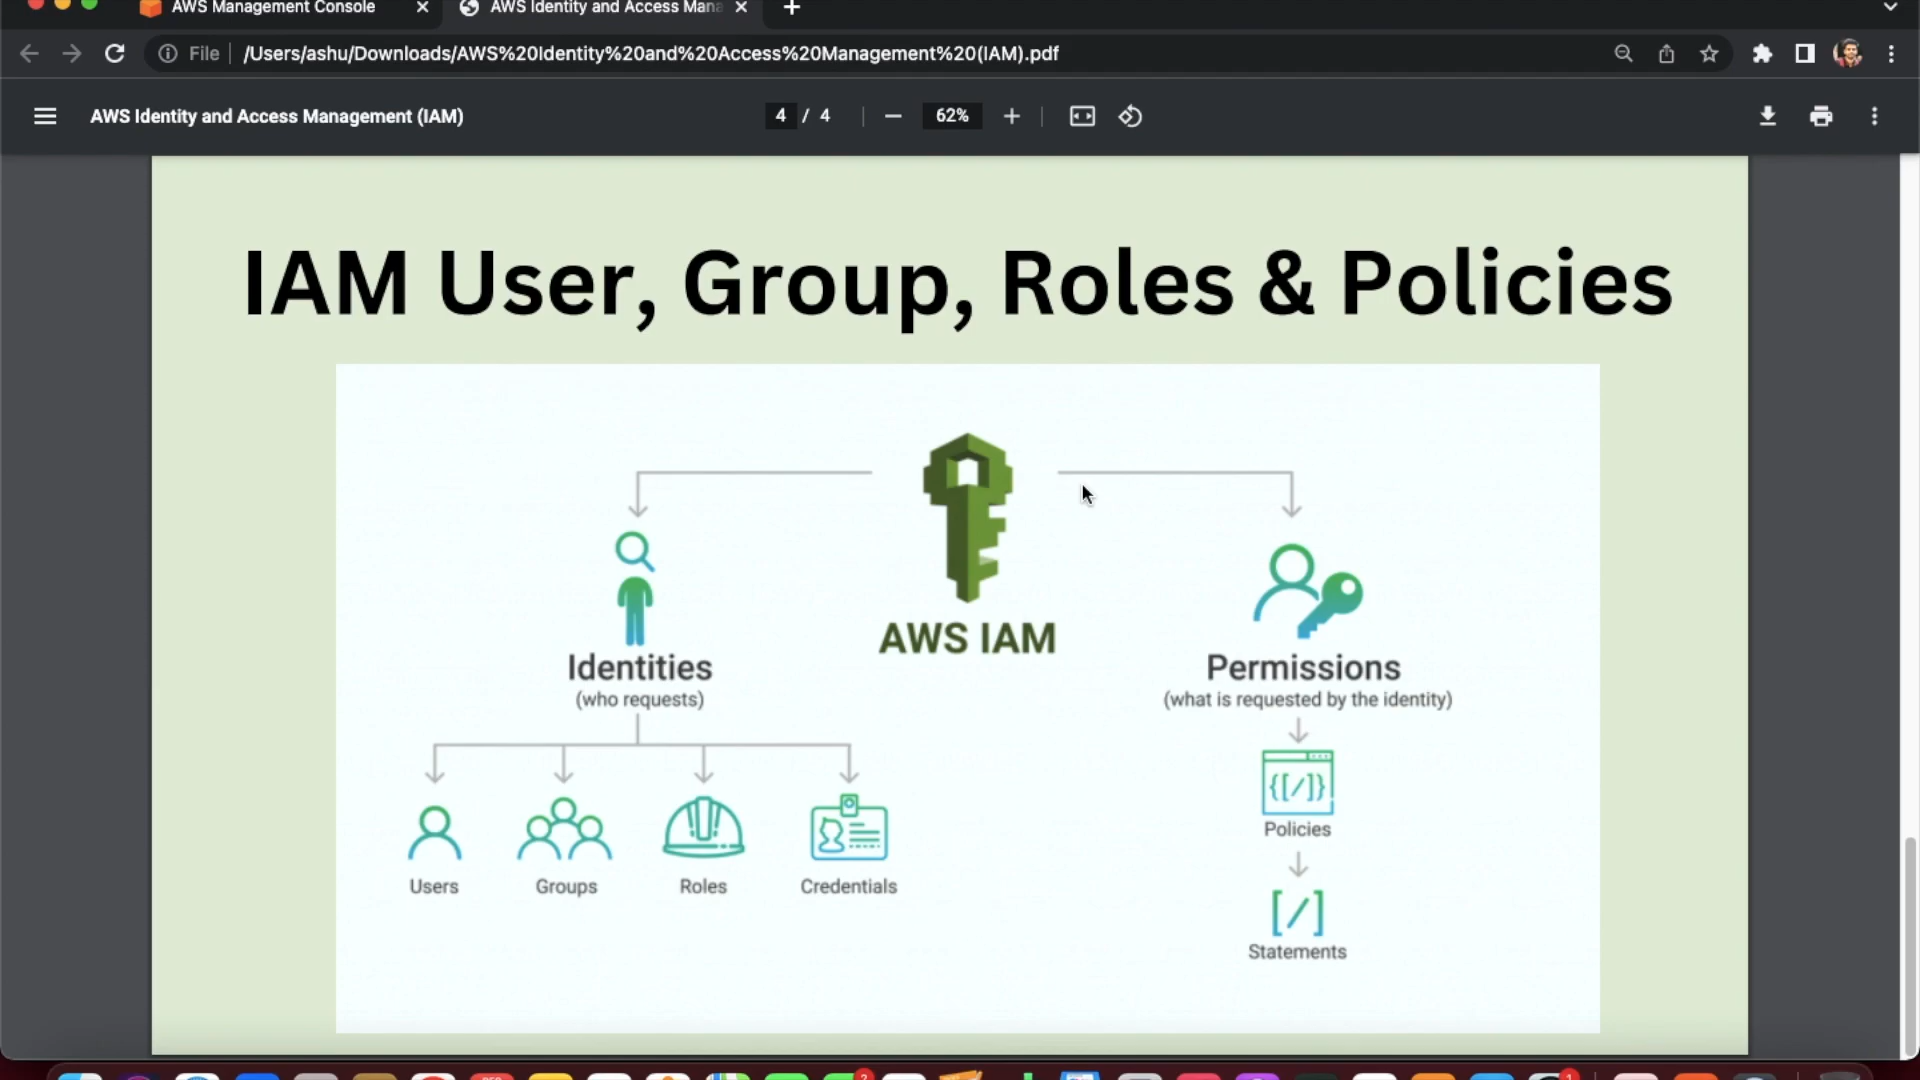 AWS Management Console
AWS Identity and Access Mana
File
/Users/ashu/Downloads/AWS%20Identity%20and%20Access%20Management%20(IAM).pdf
AWS Identity and Access Management (IAM)
4 / 4
62%
IAM User, Group, Roles & Policies
AWS IAM
Identities
(who requests)
Permissions
(what is requested by the identity)
Users
Groups
Roles
Credentials
{[/]}
Policies
[/]
Statements
2
1